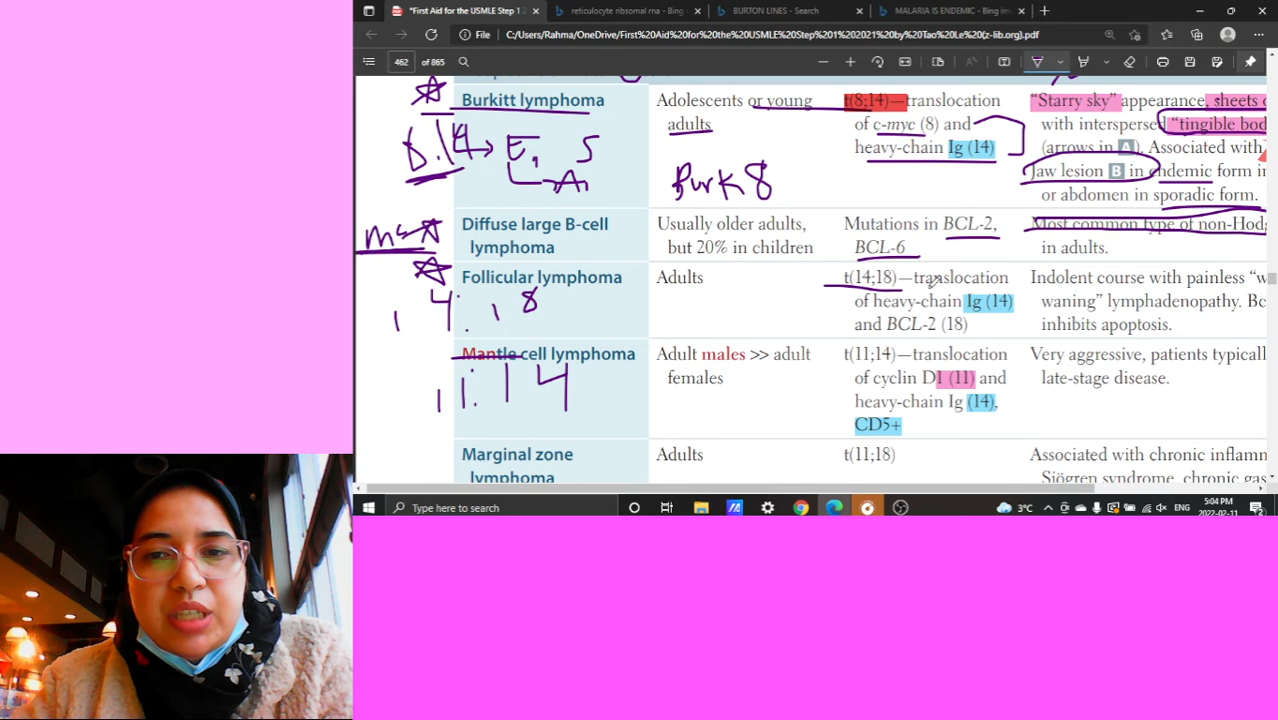 "First Aid for the USMLE Step 1 2
reticulocyte ribsomal rna - Bing i
BURTON LINES - Search
MALARIA IS ENDEMIC - Bing im
File C:/Users/Rahma/OneDrive/First%20Aid%20for%20the%20USMLE%20Step%201%202021%20by%20Tao%20Le%20(z-lib.org).pdf
462 of 865
Burkitt lymphoma
8.14 E, S
A,
Adolescents or young
adults
Burk 8
t(8;14)—translocation
of c-myc (8) and
heavy-chain Ig (14)
"Starry sky" appearance, sheets o
with interspersed "tingible bod
(arrows in A). Associated with
Jaw lesion B in endemic form in
or abdomen in sporadic form.
Diffuse large B-cell
lymphoma
Usually older adults,
but 20% in children
Mutations in BCL-2,
BCL-6
Most common type of non-Hodg
in adults.
Follicular lymphoma
14: 18
Adults
t(14;18)—translocation
of heavy-chain Ig (14)
and BCL-2 (18)
Indolent course with painless "w
waning" lymphadenopathy. Bc
inhibits apoptosis.
Mantle cell lymphoma
11: 14
Adult males >> adult
females
t(11;14)—translocation
of cyclin D1 (11) and
heavy-chain Ig (14),
CD5+
Very aggressive, patients typicall
late-stage disease.
Marginal zone
lymphoma
Adults
t(11;18)
Associated with chronic inflamm
Sjögren syndrome, chronic gas
Type here to search
3°C
ENG
5:04 PM
2022-02-11